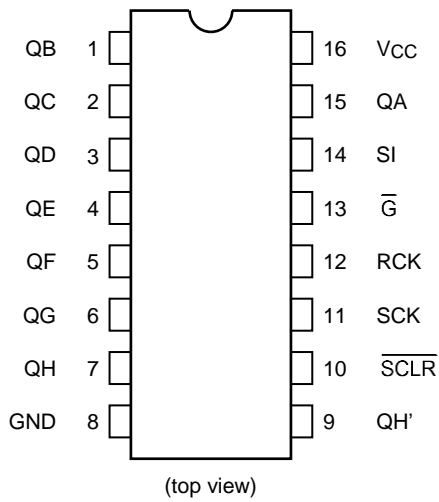 QB 1 16 VCC
QC 2 15 QA
QD 3 14 SI
QE 4 13 G̅
QF 5 12 RCK
QG 6 11 SCK
QH 7 10 S̅C̅L̅R̅
GND 8 9 QH'
(top view)